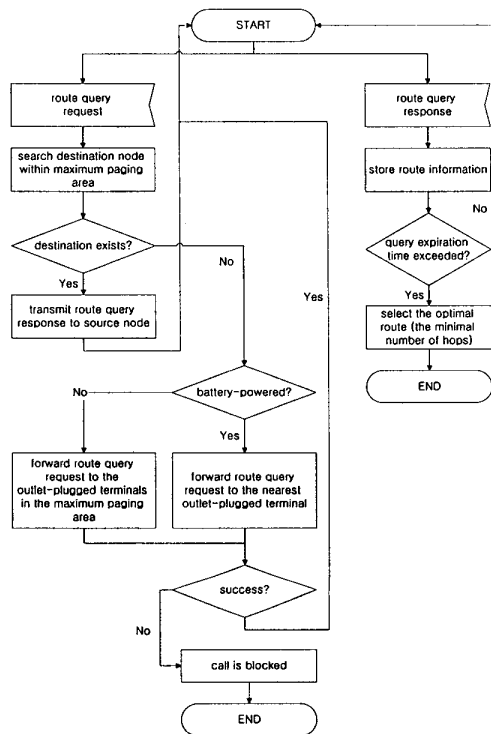 START
route query
request
route query
response
search destination node
within maximum paging
area
store route information
No
destination exists?
query expiration
time exceeded?
No
Yes
Yes
Yes
transmit route query
response to source node
select the optimal
route (the minimal
number of hops)
END
No
battery-powered?
Yes
forward route query
request to the
outlet-plugged terminals
in the maximum paging
area
forward route query
request to the nearest
outlet-plugged terminal
success?
No
call is blocked
END